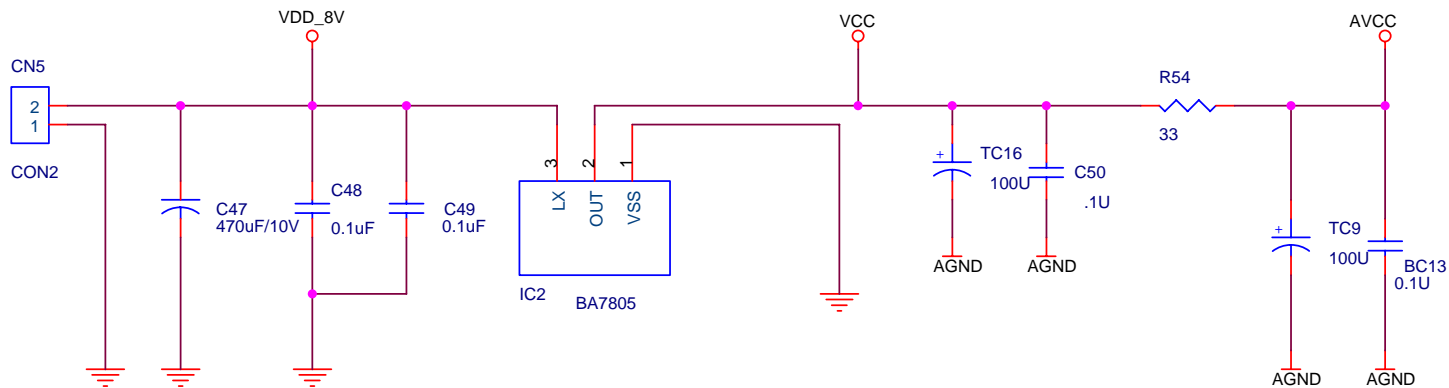 VDD_8V
VCC
AVCC
CN5
2
1
CON2
R54
33
C47
470uF/10V
C48
0.1uF
C49
0.1uF
3
2
1
LX
OUT
VSS
IC2
BA7805
+
TC16
100U
C50
.1U
AGND
AGND
+
TC9
100U
BC13
0.1U
AGND
AGND